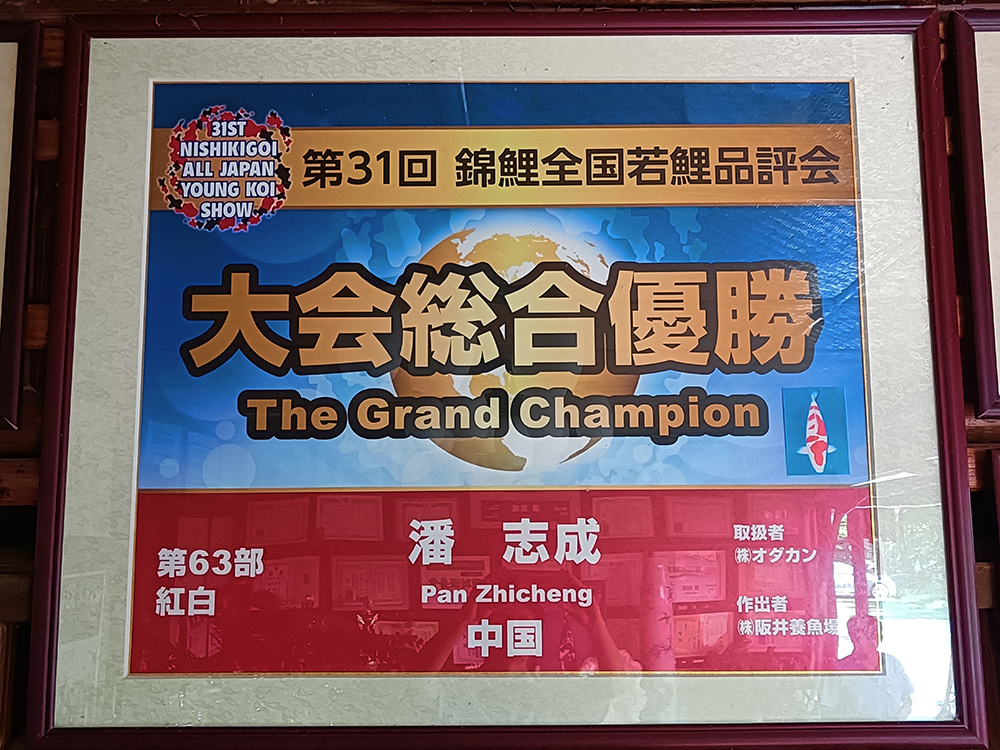 31ST
NISHIKIGOI
ALL JAPAN
YOUNG KOI
SHOW
第31回 錦鯉全国若鯉品評会
大会総合優勝
The Grand Champion
第63部
紅白
潘 志成
Pan Zhicheng
中国
取扱者
㈱オダカン
作出者
㈱阪井養魚場